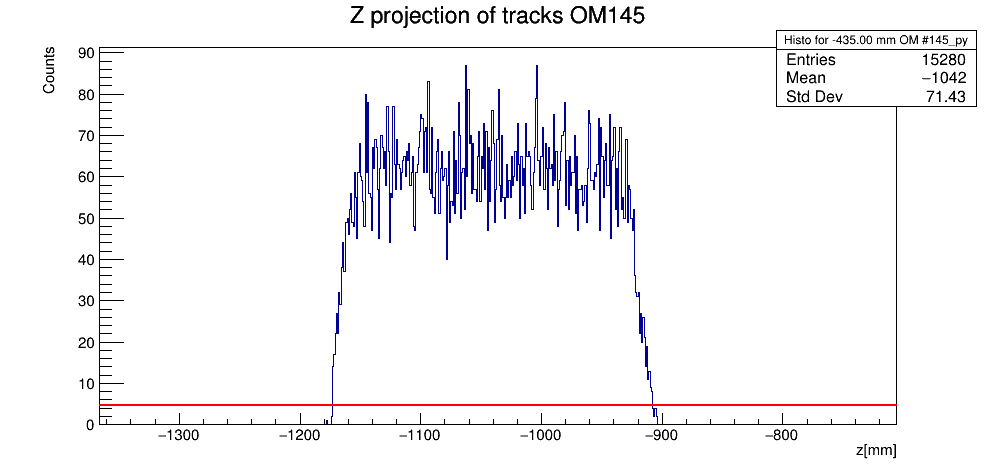 Z projection of tracks OM145
Histo for -435.00 mm OM #145_py
Entries 15280
Mean −1042
Std Dev 71.43
Counts
90
80
70
60
50
40
30
20
10
0
−1300 −1200 −1100 −1000 −900 −800
z[mm]